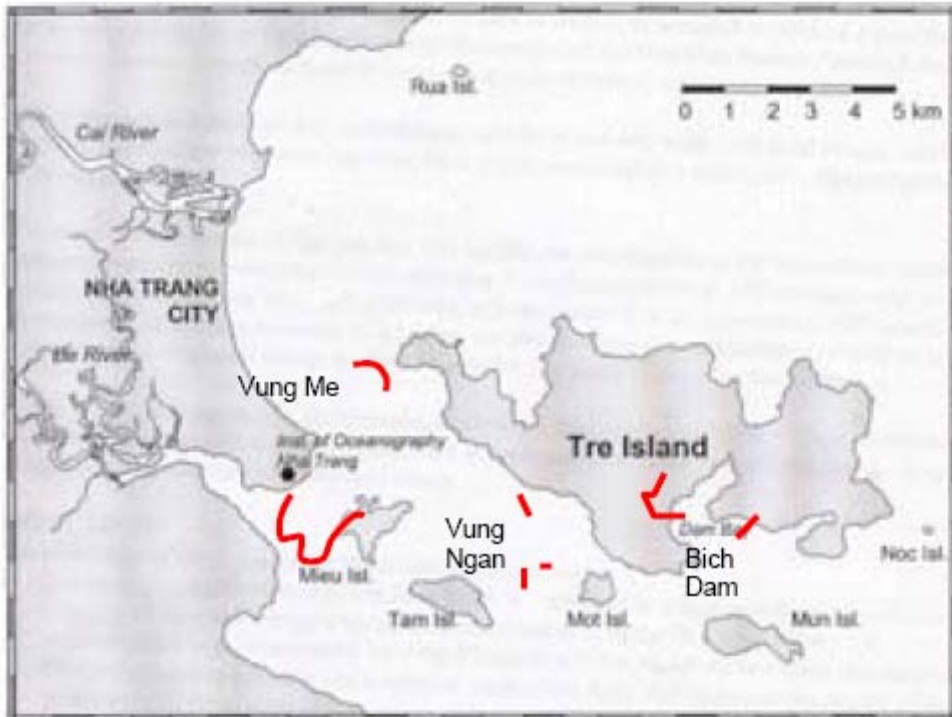 Rua Isl.
0 1 2 3 4 5 km
Cai River
NHA TRANG
CITY
Be River
Vung Me
Inst. of Oceanography
Nha Trang
Tre Island
Vung
Ngan
Dam Bay
Bich
Dam
Noc Isl.
Mieu Isl.
Tam Isl.
Mot Isl.
Mun Isl.